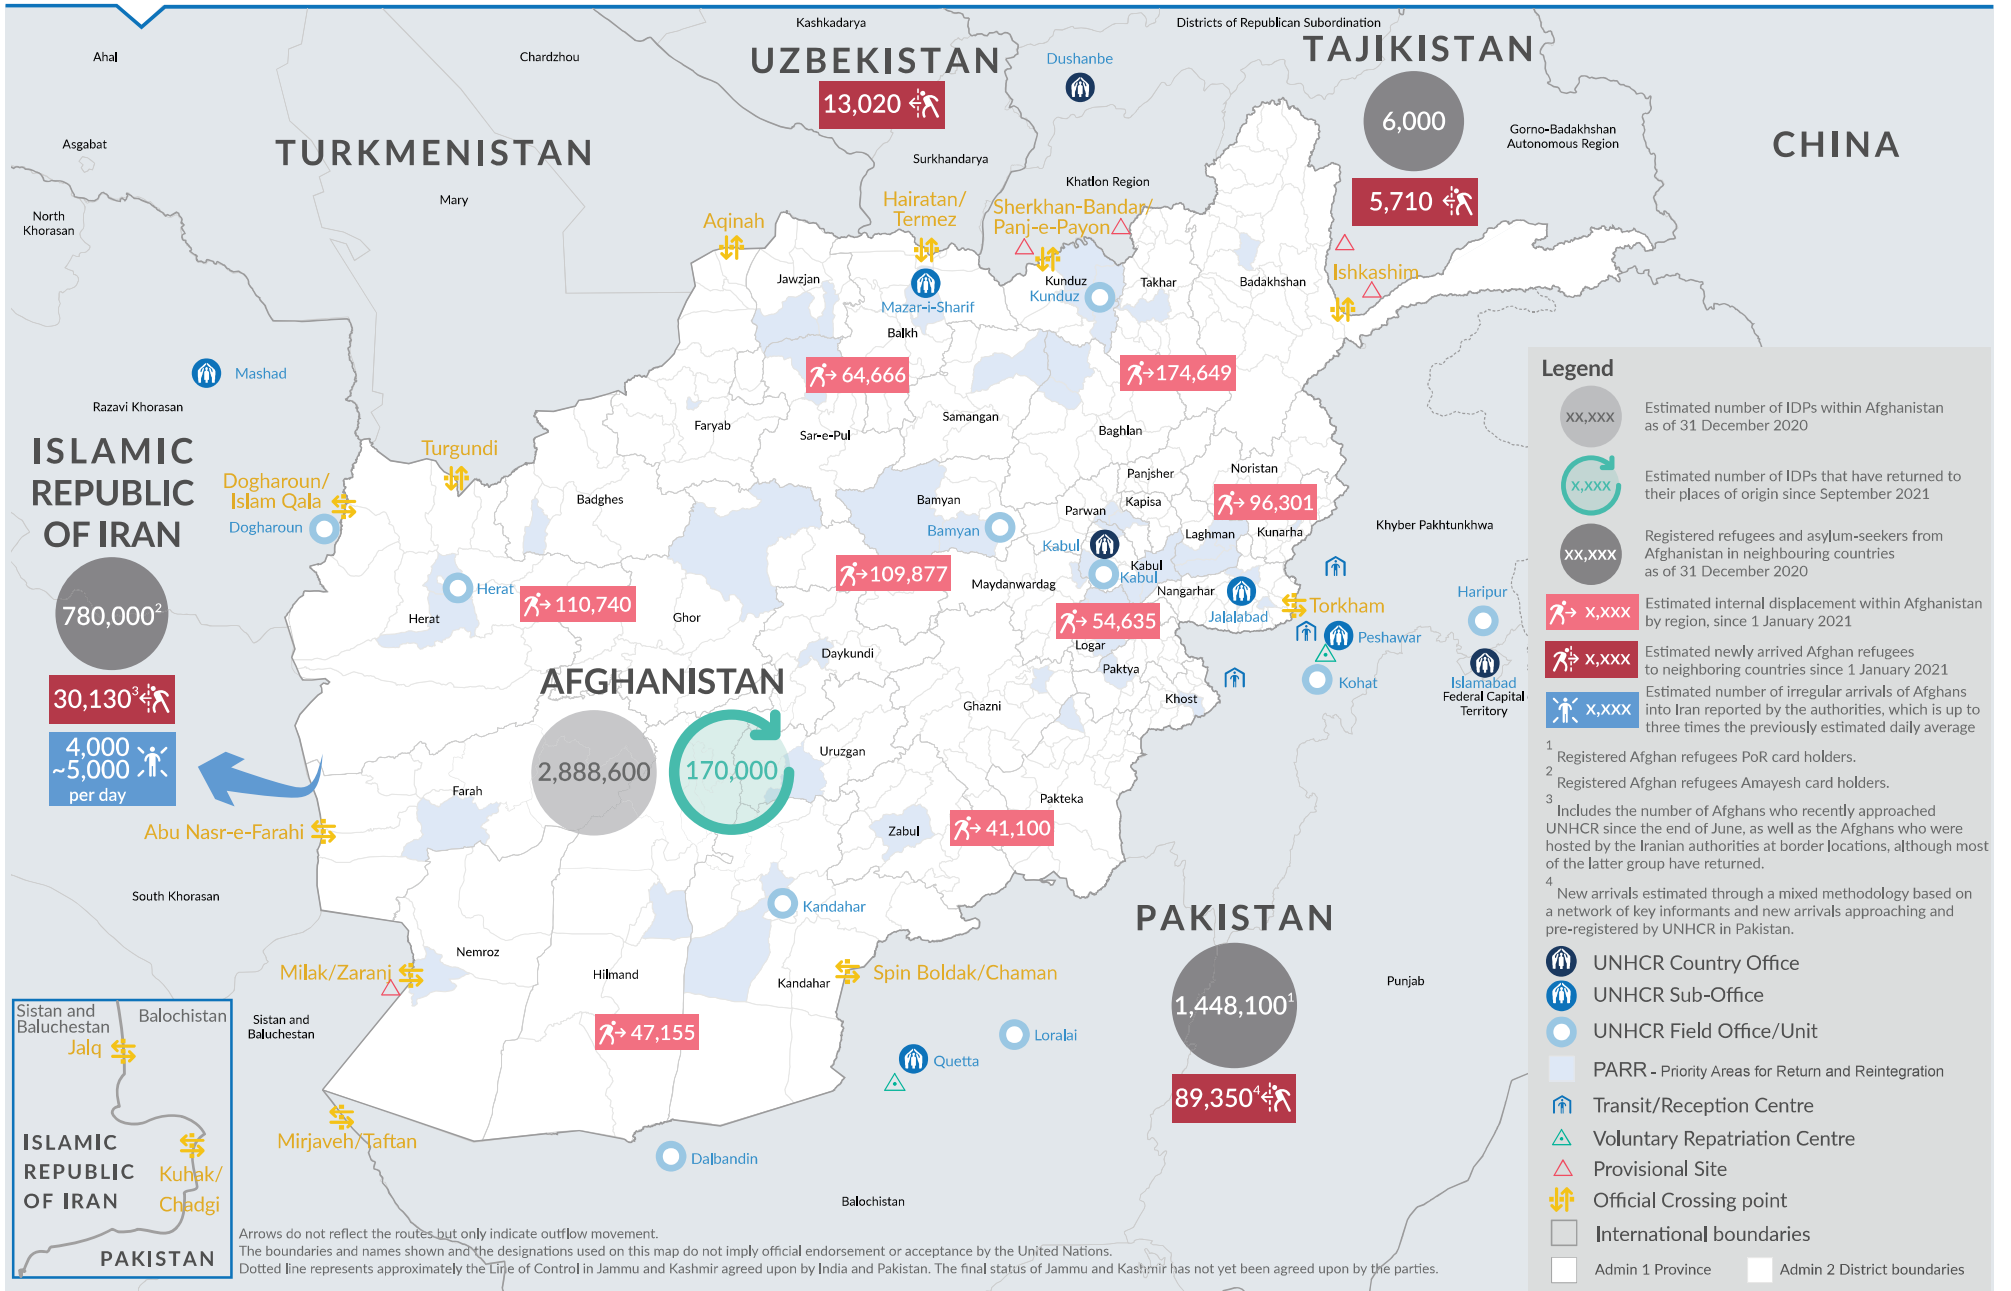 Kashkadarya
Districts of Republican Subordination
Ahal
Chardzhou
UZBEKISTAN
Dushanbe
TAJIKISTAN
13,020
6,000
Asgabat
TURKMENISTAN
Surkhandarya
Gorno-Badakhshan
Autonomous Region
CHINA
Khatlon Region
5,710
North
Khorasan
Mary
Aqinah
Hairatan/
Termez
Sherkhan-Bandar/
Panj-e-Payon
Ishkashim
Jawzjan
Mazar-i-Sharif
Kunduz
Kunduz
Takhar
Badakhshan
Balkh
Mashad
64,666
174,649
Razavi Khorasan
Faryab
Sar-e-Pul
Samangan
Baghlan
ISLAMIC
REPUBLIC
OF IRAN
Turgundi
Dogharoun/
Islam Qala
Dogharoun
Badghes
Bamyan
Bamyan
Panjsher
Kapisa
Parwan
Noristan
96,301
Laghman
Kunarha
Khyber Pakhtunkhwa
Kabul
Kabul
Kabul
780,000²
Herat
Herat
110,740
Ghor
109,877
Maydanwardag
Nangarhar
Jalalabad
Torkham
Haripur
54,635
Logar
Peshawar
Daykundi
Paktya
Kohat
Islamabad
Federal Capital
Territory
30,130³
AFGHANISTAN
Ghazni
Khost
4,000
~5,000
per day
2,888,600
170,000
Uruzgan
Farah
Pakteka
Abu Nasr-e-Farahi
Zabul
41,100
South Khorasan
Kandahar
PAKISTAN
Nemroz
Milak/Zaranj
Hilmand
Kandahar
Spin Boldak/Chaman
1,448,100¹
Punjab
Sistan and
Baluchestan
47,155
Loralai
Quetta
89,350⁴
Mirjaveh/Taftan
Dalbandin
Balochistan
Sistan and
Baluchestan
Balochistan
Jalq
ISLAMIC
REPUBLIC
OF IRAN
Kuhak/
Chadgi
PAKISTAN
Arrows do not reflect the routes but only indicate outflow movement.
The boundaries and names shown and the designations used on this map do not imply official endorsement or acceptance by the United Nations.
Dotted line represents approximately the Line of Control in Jammu and Kashmir agreed upon by India and Pakistan. The final status of Jammu and Kashmir has not yet been agreed upon by the parties.
Legend
xx,xxx
Estimated number of IDPs within Afghanistan
as of 31 December 2020
x,xxx
Estimated number of IDPs that have returned to
their places of origin since September 2021
xx,xxx
Registered refugees and asylum-seekers from
Afghanistan in neighbouring countries
as of 31 December 2020
x,xxx
Estimated internal displacement within Afghanistan
by region, since 1 January 2021
x,xxx
Estimated newly arrived Afghan refugees
to neighboring countries since 1 January 2021
x,xxx
Estimated number of irregular arrivals of Afghans
into Iran reported by the authorities, which is up to
three times the previously estimated daily average
¹ Registered Afghan refugees PoR card holders.
² Registered Afghan refugees Amayesh card holders.
³ Includes the number of Afghans who recently approached
UNHCR since the end of June, as well as the Afghans who were
hosted by the Iranian authorities at border locations, although most
of the latter group have returned.
⁴ New arrivals estimated through a mixed methodology based on
a network of key informants and new arrivals approaching and
pre-registered by UNHCR in Pakistan.
UNHCR Country Office
UNHCR Sub-Office
UNHCR Field Office/Unit
PARR - Priority Areas for Return and Reintegration
Transit/Reception Centre
Voluntary Repatriation Centre
Provisional Site
Official Crossing point
International boundaries
Admin 1 Province
Admin 2 District boundaries